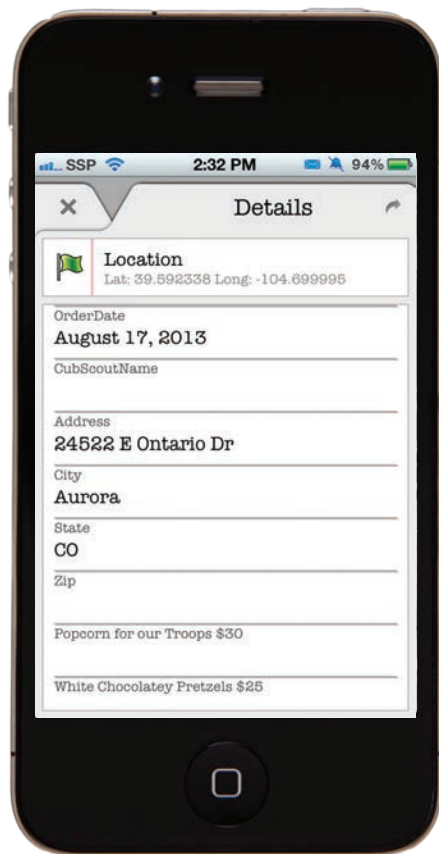 SSP 2:32 PM 94%
Details
Location
Lat: 39.592338 Long: -104.699995
OrderDate
August 17, 2013
CubScoutName
Address
24522 E Ontario Dr
City
Aurora
State
CO
Zip
Popcorn for our Troops $30
White Chocolatey Pretzels $25